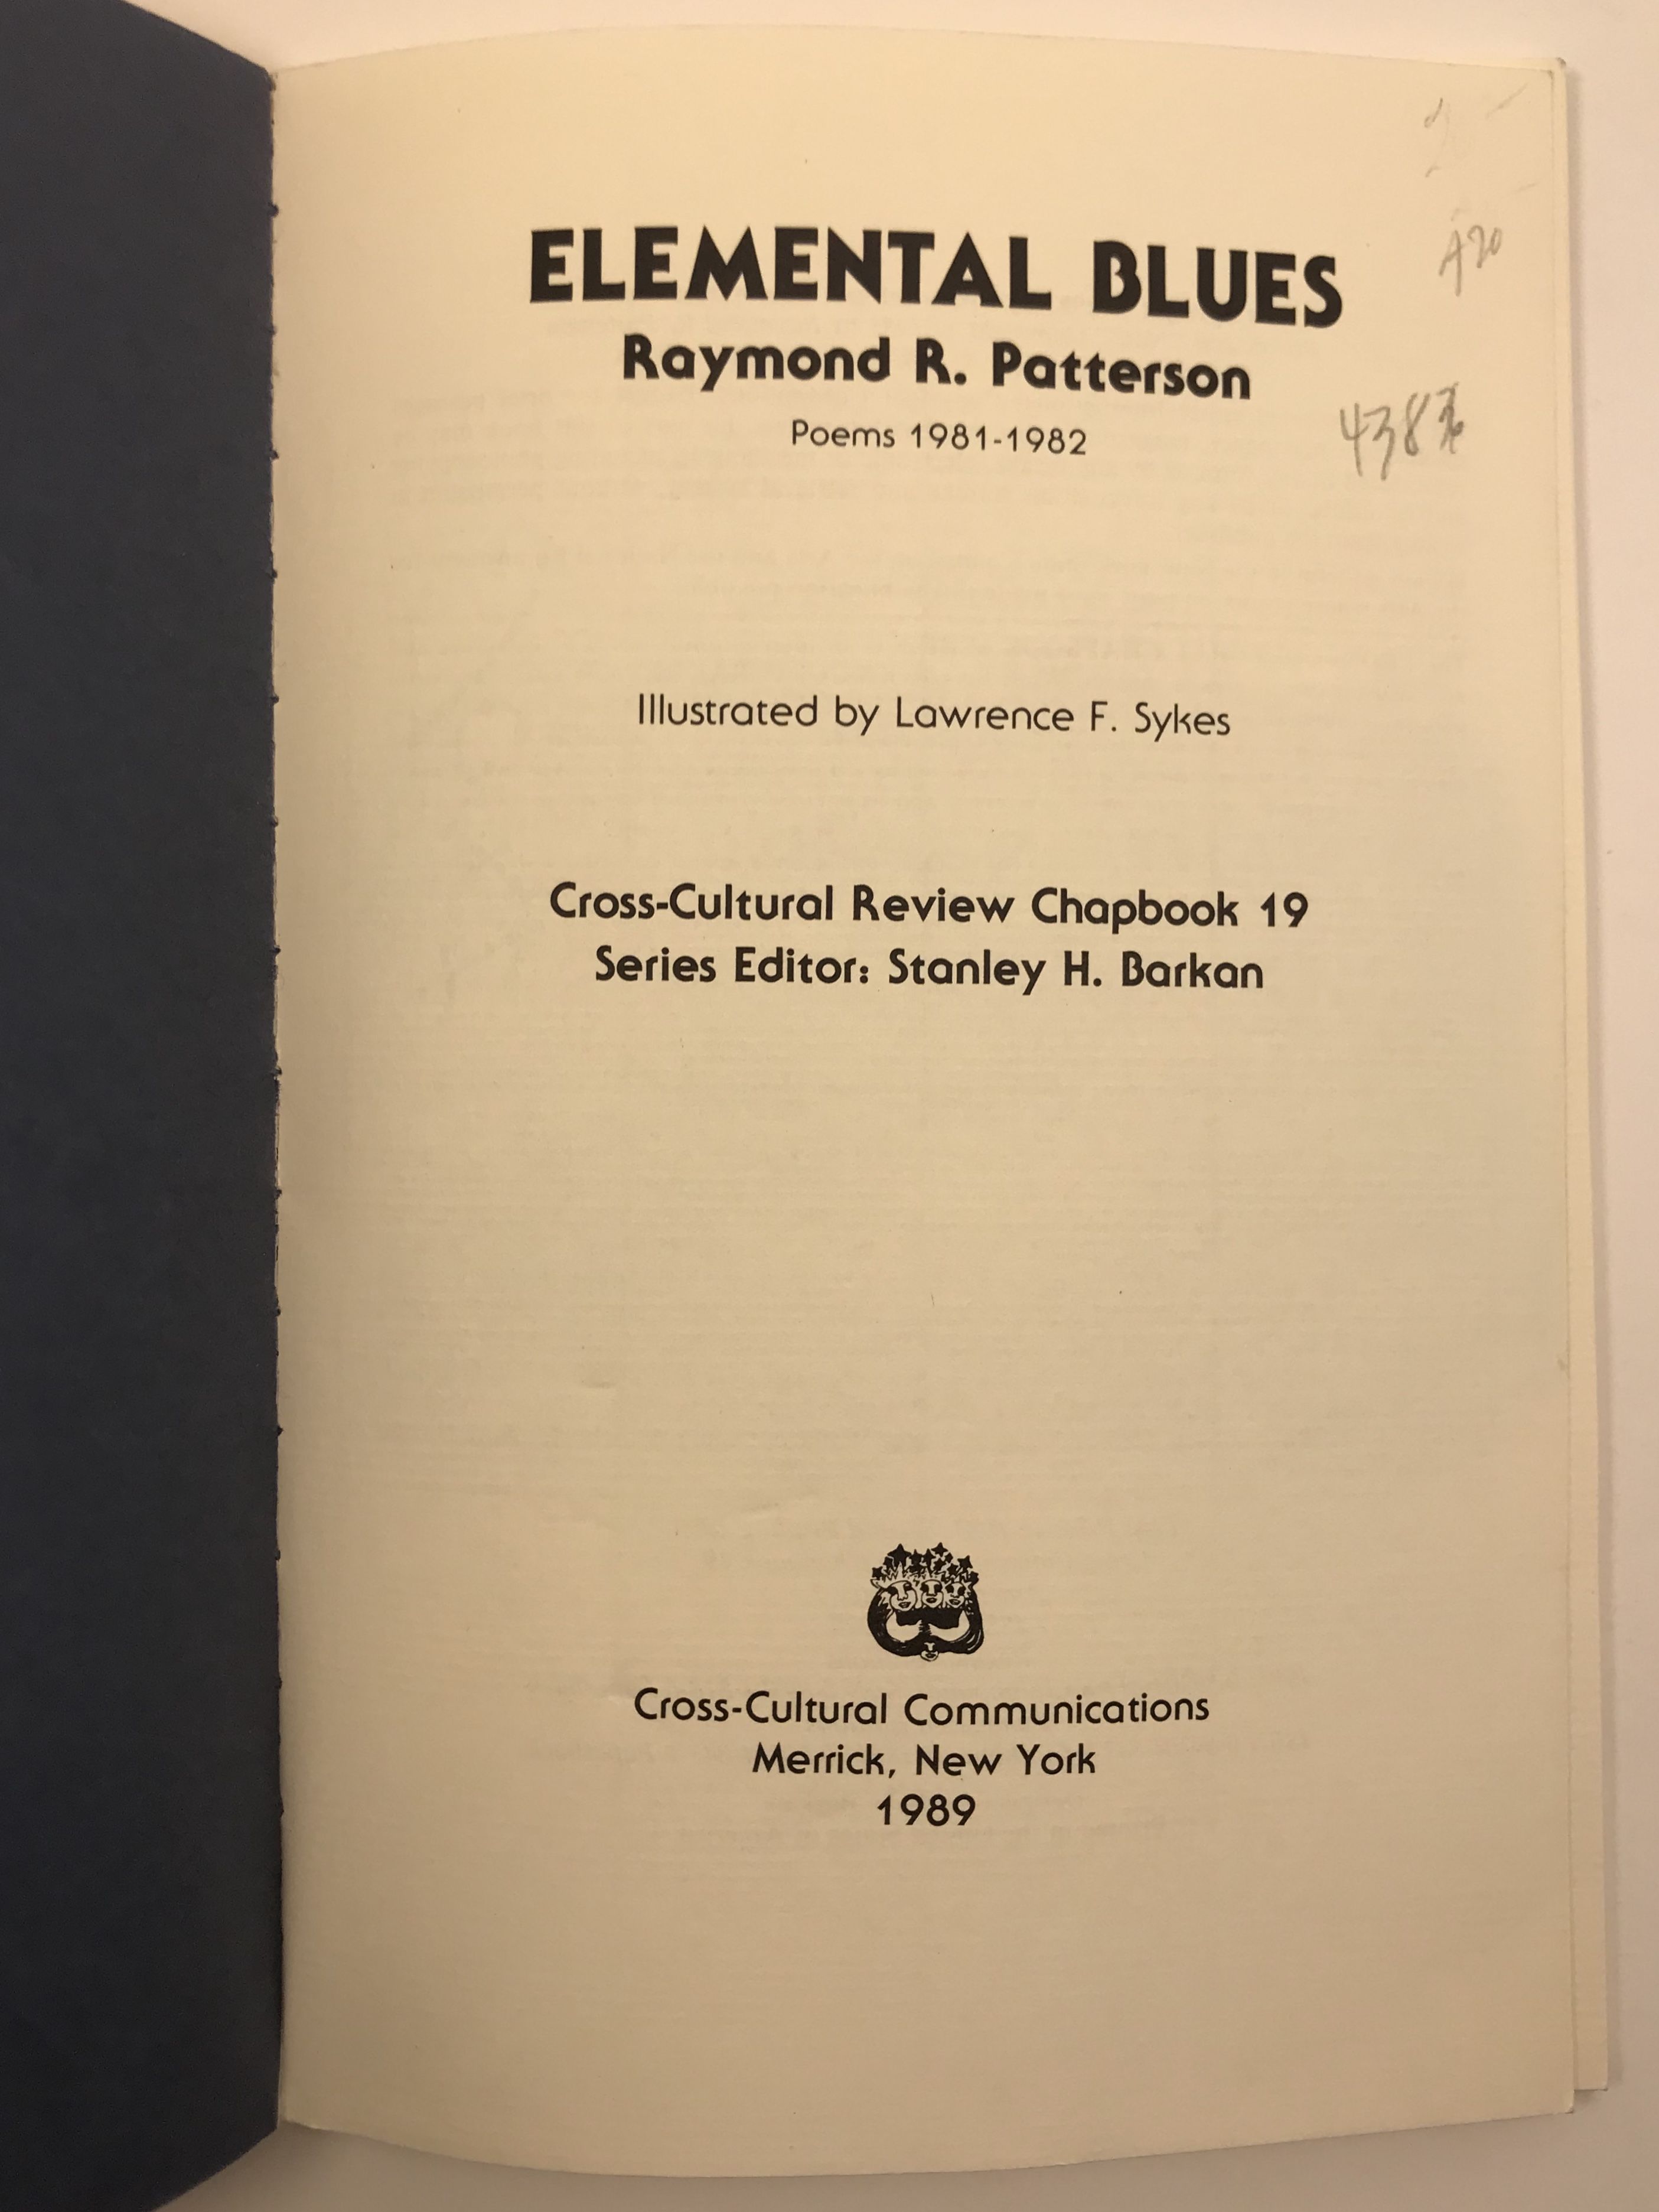 ELEMENTAL BLUES
Raymond R. Patterson
Poems 1981-1982
Illustrated by Lawrence F. Sykes
Cross-Cultural Review Chapbook 19
Series Editor: Stanley H. Barkan
Cross-Cultural Communications
Merrick, New York
1989